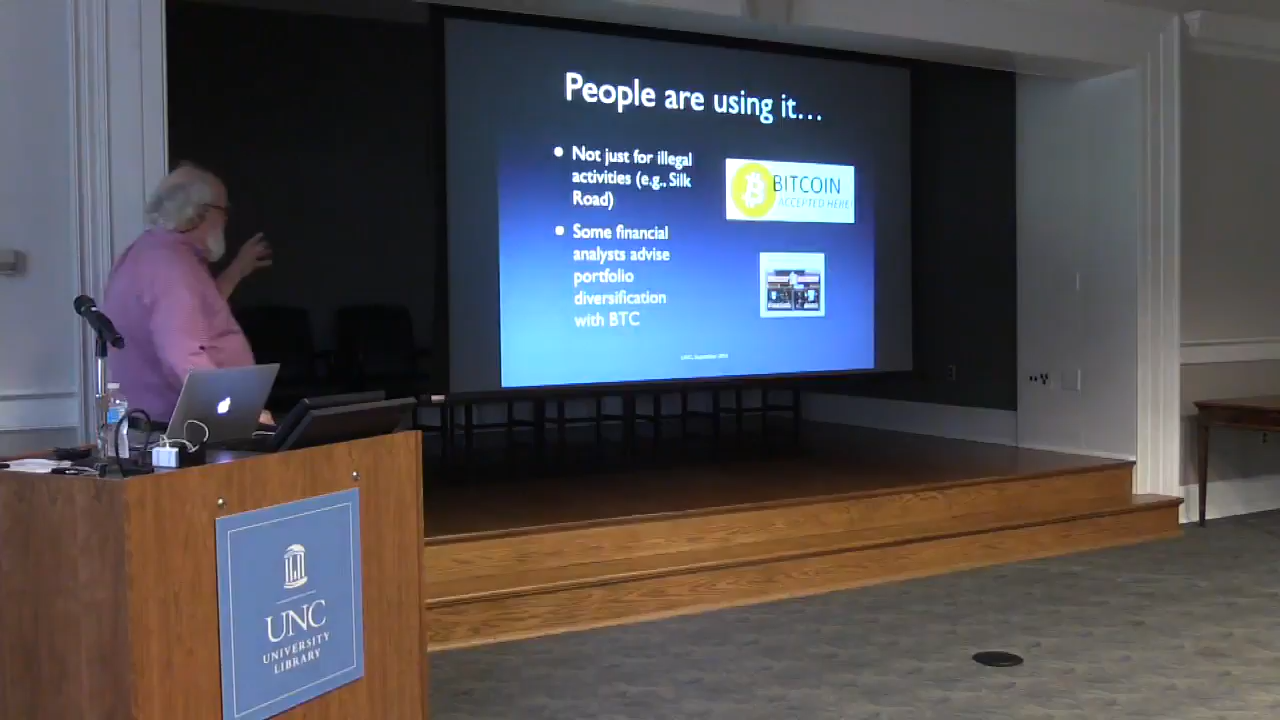 People are using it...
Not just for illegal
activities (e.g., Silk
Road)
Some financial
analysts advise
portfolio
diversification
with BTC
BITCOIN
ACCEPTED HERE!
UNC
UNIVERSITY
LIBRARY